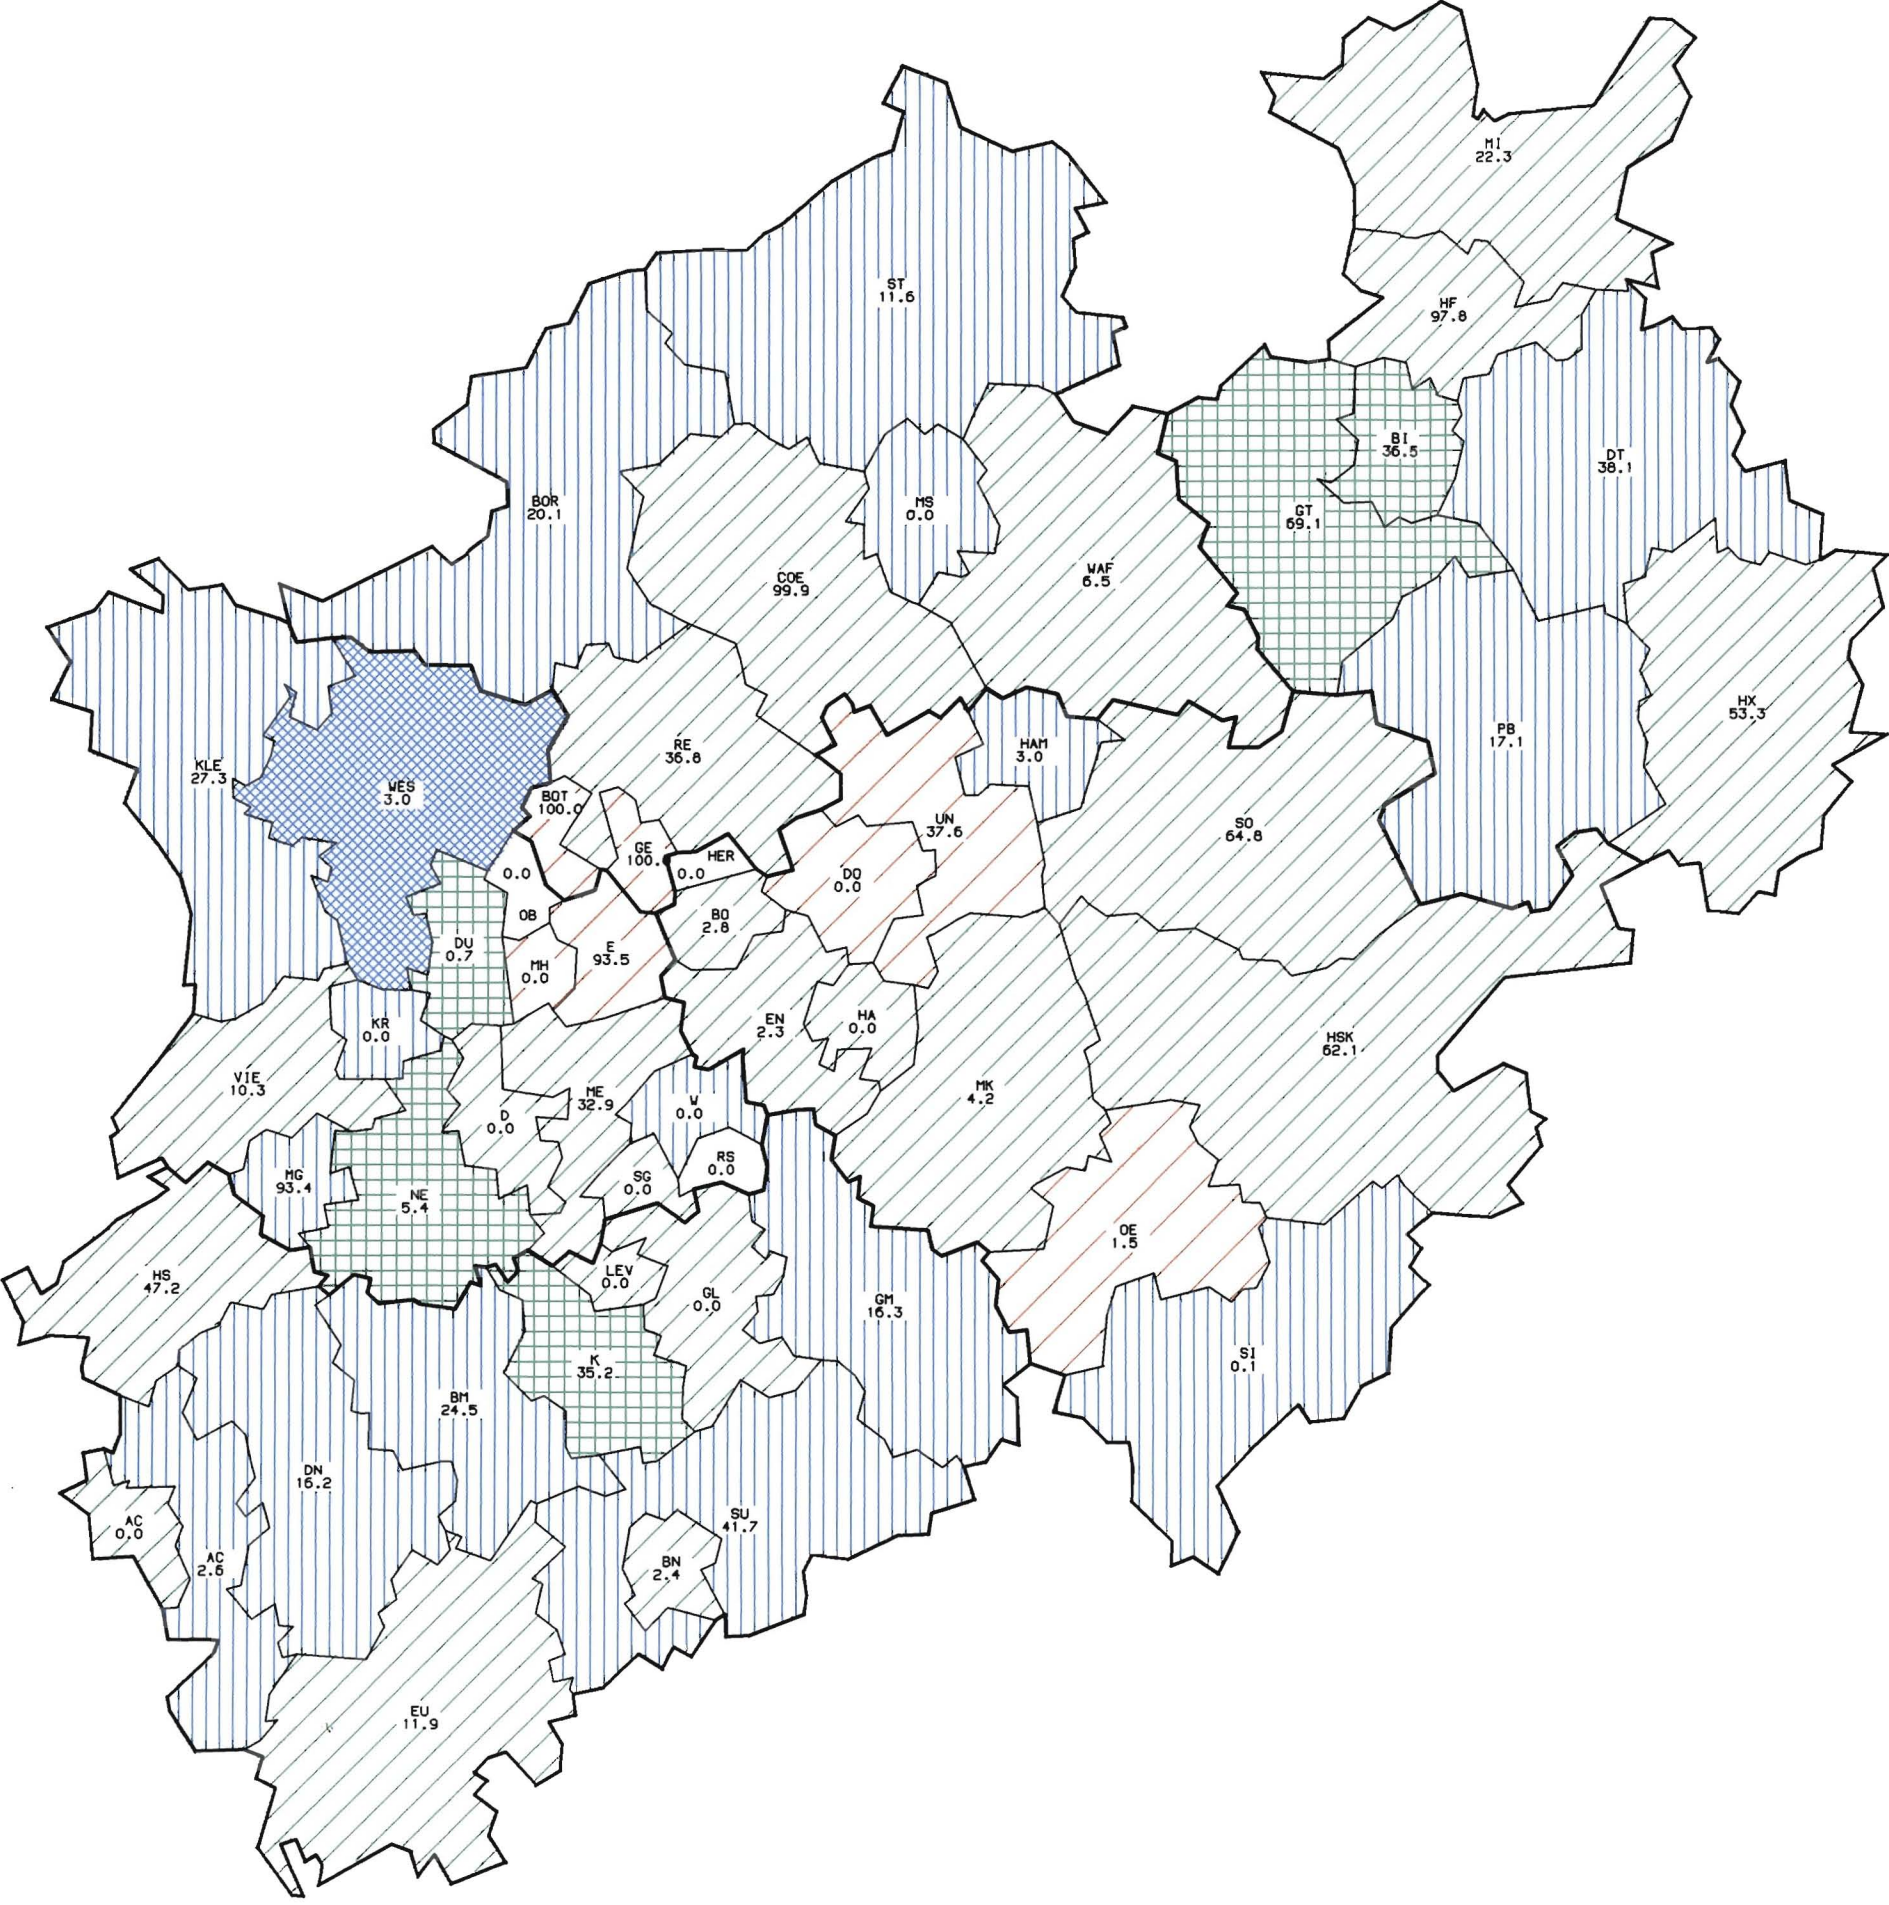 MI
22.3
ST
11.6
HF
97.8
BI
36.5
DT
38.1
BOR
20.1
MS
0.0
GT
69.1
COE
99.9
WAF
6.5
HX
53.3
PB
17.1
RE
36.8
HAM
3.0
KLE
27.3
WES
3.0
BOT
100.0
UN
37.6
SO
64.8
GE
100.
HER
0.0
0.0
OB
DO
0.0
BO
2.8
DU
0.7
E
93.5
MH
0.0
KR
0.0
EN
2.3
HA
0.0
HSK
62.1
VIE
10.3
ME
32.9
MK
4.2
W
0.0
D
0.0
RS
0.0
MG
93.4
SG
0.0
NE
5.4
OE
1.5
HS
47.2
LEV
0.0
GL
0.0
GM
16.3
K
35.2
SI
0.1
BM
24.5
DN
16.2
AC
0.0
SU
41.7
AC
2.6
BN
2.4
EU
11.9